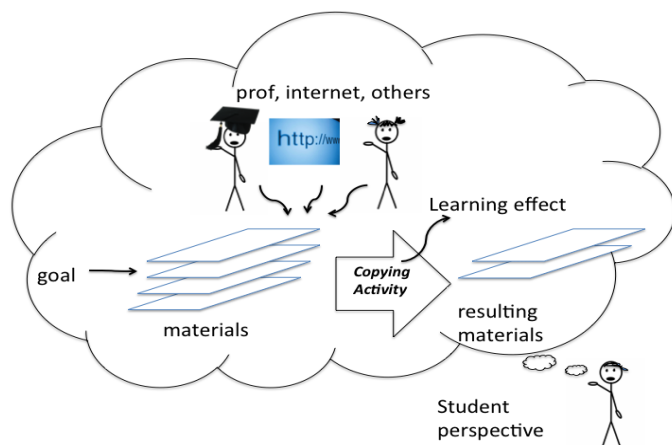 prof, internet, others
http://ww
Learning effect
goal
Copying
Activity
materials
resulting
materials
Student
perspective